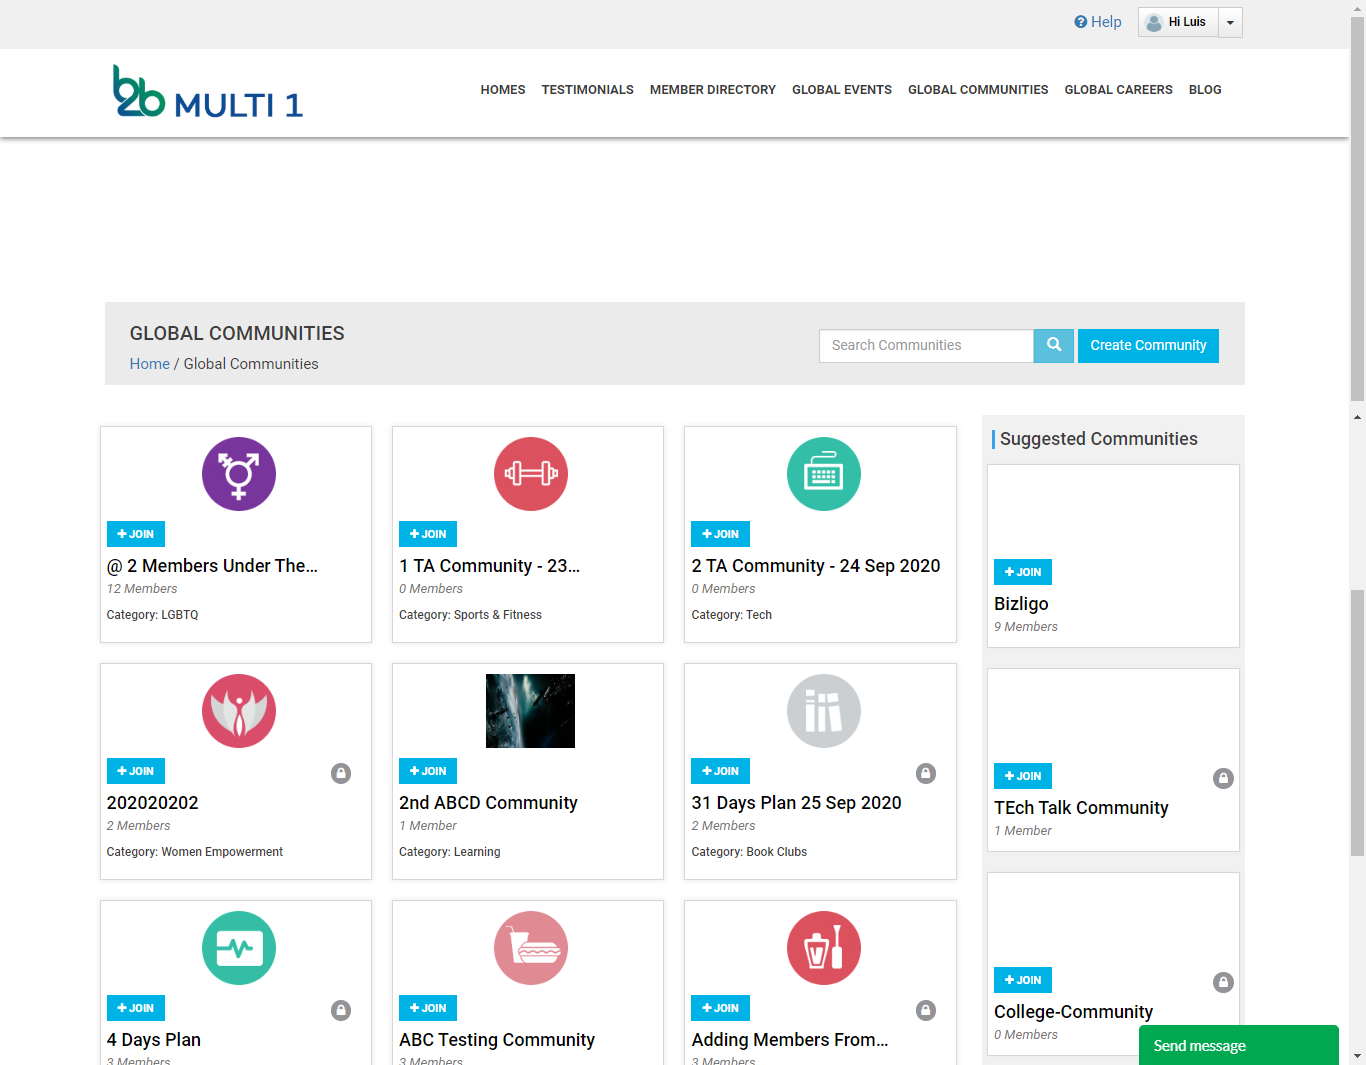 Help
Hi Luis
b2b MULTI 1
HOMES TESTIMONIALS MEMBER DIRECTORY GLOBAL EVENTS GLOBAL COMMUNITIES GLOBAL CAREERS BLOG
GLOBAL COMMUNITIES
Home / Global Communities
Search Communities
Create Community
JOIN
@ 2 Members Under The...
12 Members
Category: LGBTQ
JOIN
1 TA Community - 23...
0 Members
Category: Sports & Fitness
JOIN
2 TA Community - 24 Sep 2020
0 Members
Category: Tech
JOIN
202020202
2 Members
Category: Women Empowerment
JOIN
2nd ABCD Community
1 Member
Category: Learning
JOIN
31 Days Plan 25 Sep 2020
2 Members
Category: Book Clubs
JOIN
4 Days Plan
3 Members
JOIN
ABC Testing Community
3 Members
JOIN
Adding Members From...
3 Members
Suggested Communities
JOIN
Bizligo
9 Members
JOIN
TEch Talk Community
1 Member
JOIN
College-Community
0 Members
Send message